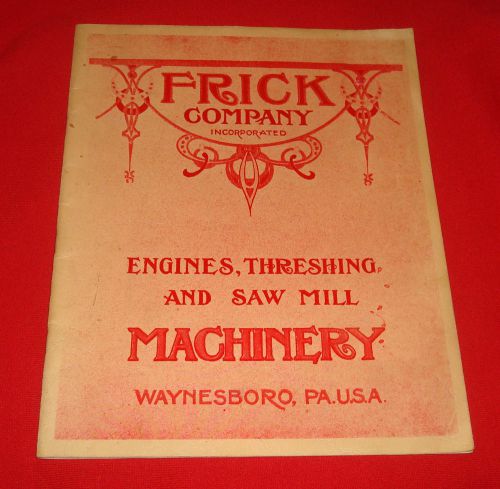 FRICK
COMPANY
INCORPORATED
ENGINES, THRESHING,
AND SAW MILL
MACHINERY
WAYNESBORO, PA. U.S.A.